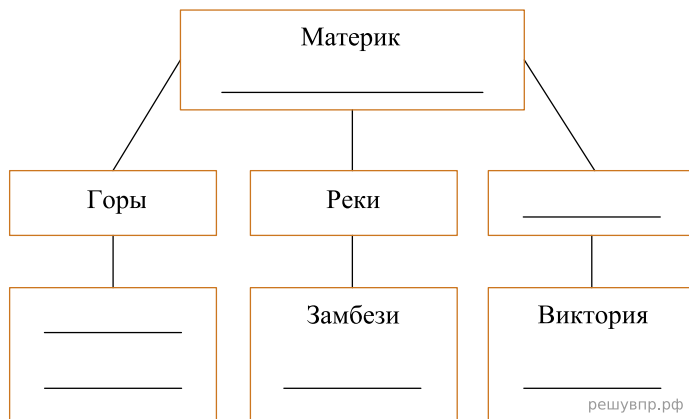 Материк
Горы
Реки
Замбези
Виктория
решувпр.рф